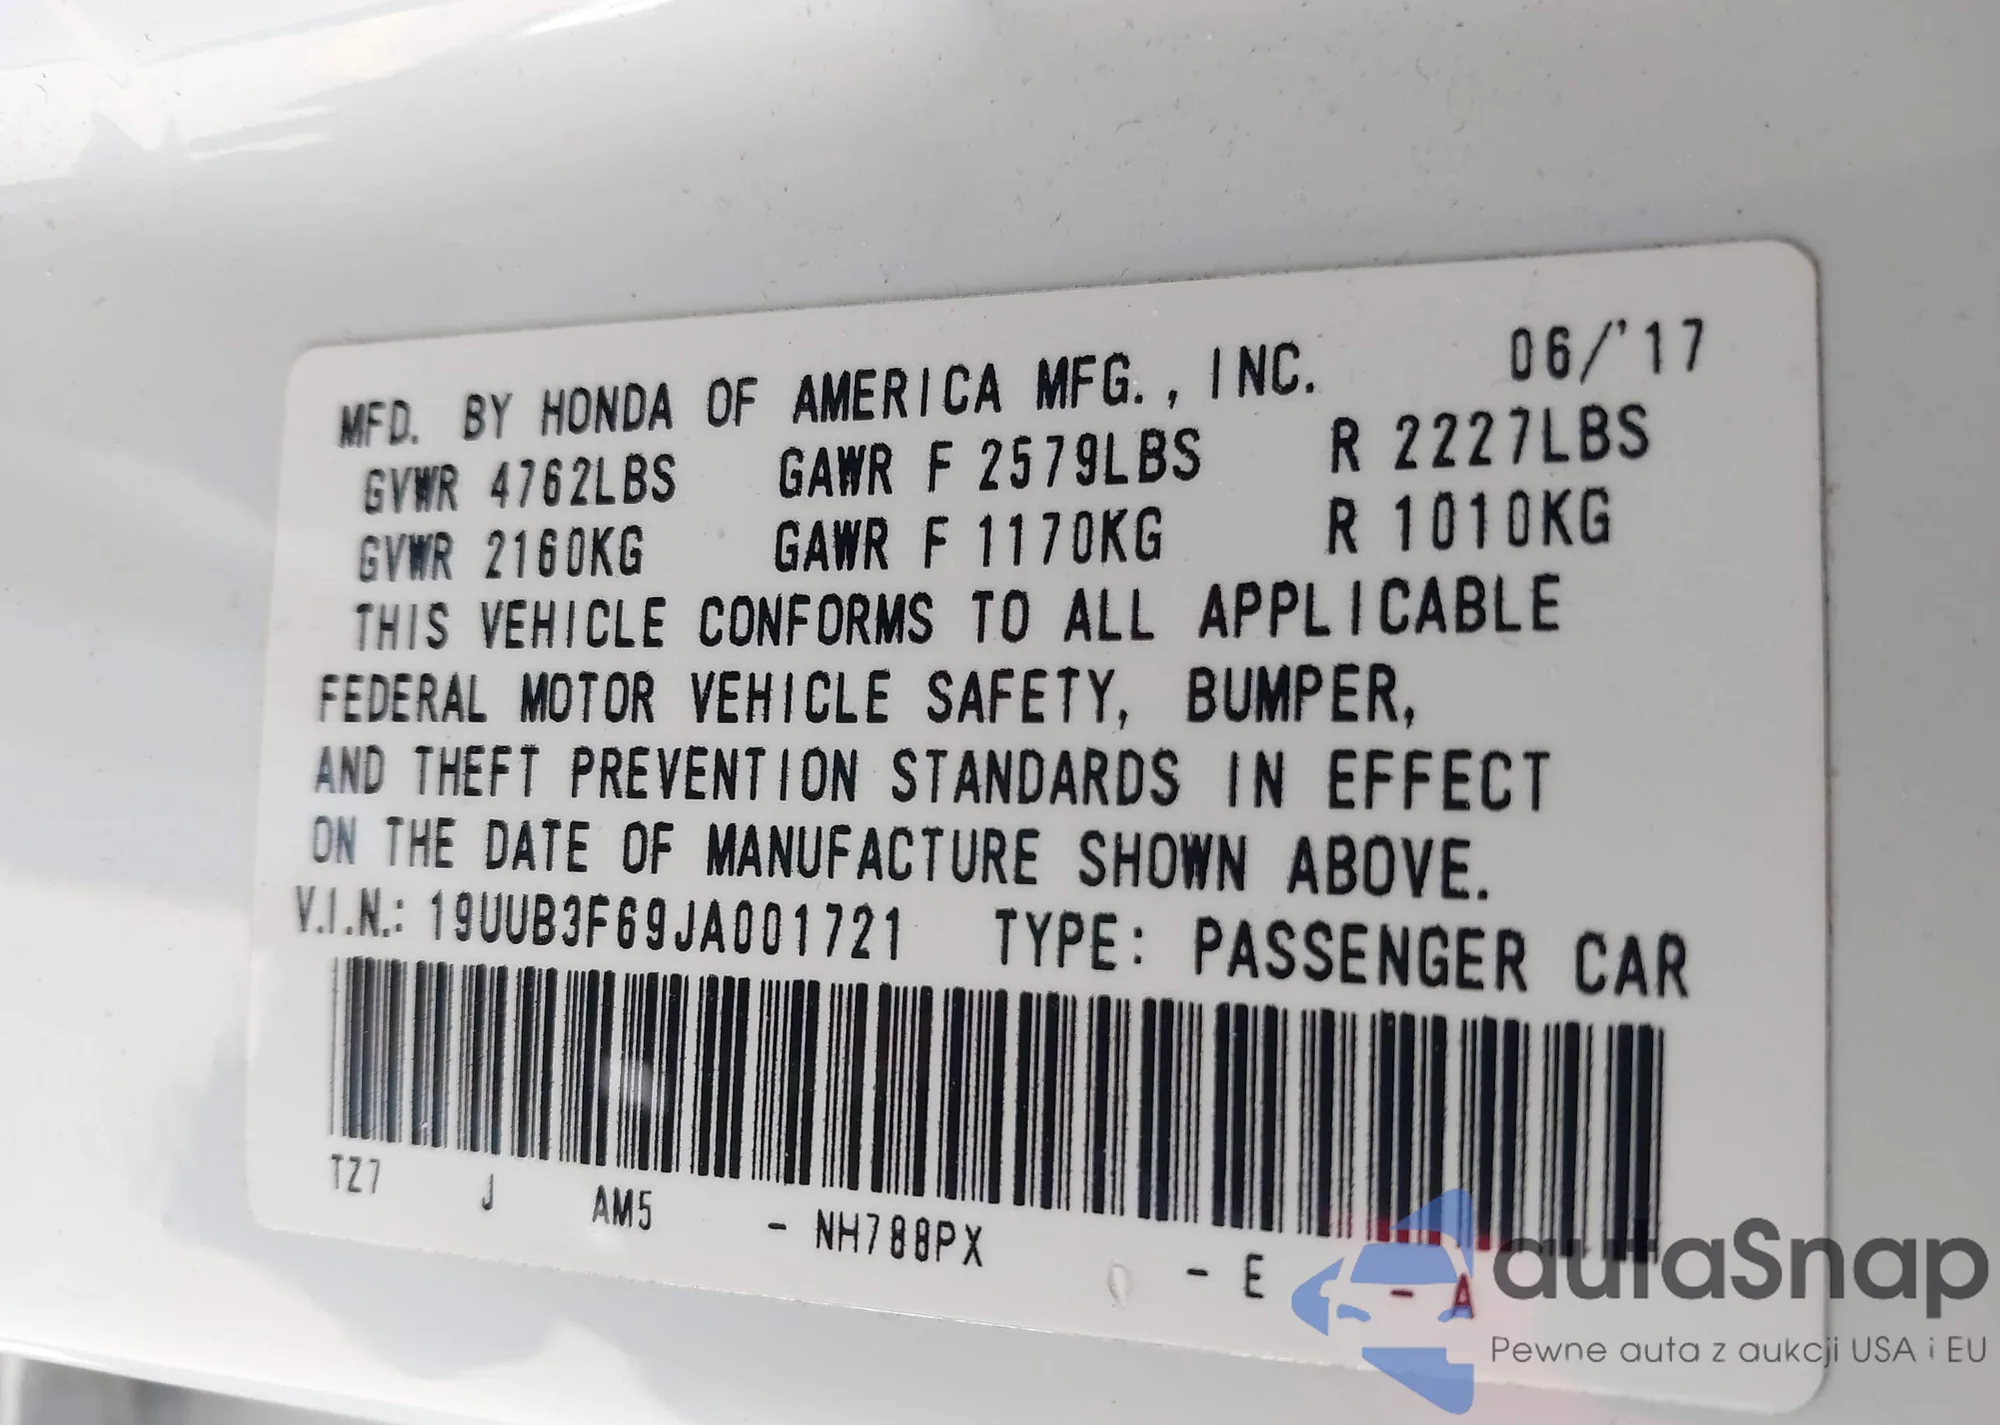 MFD. BY HONDA OF AMERICA MFG., INC. 06/'17
GVWR 4762LBS GAWR F 2579LBS R 2227LBS
GVWR 2160KG GAWR F 1170KG R 1010KG
THIS VEHICLE CONFORMS TO ALL APPLICABLE
FEDERAL MOTOR VEHICLE SAFETY, BUMPER,
AND THEFT PREVENTION STANDARDS IN EFFECT
ON THE DATE OF MANUFACTURE SHOWN ABOVE.
V.I.N.: 19UUB3F69JA001721 TYPE: PASSENGER CAR
TZ7 J AM5 - NH788PX - E - A
autaSnap
Pewne auta z aukcji USA i EU